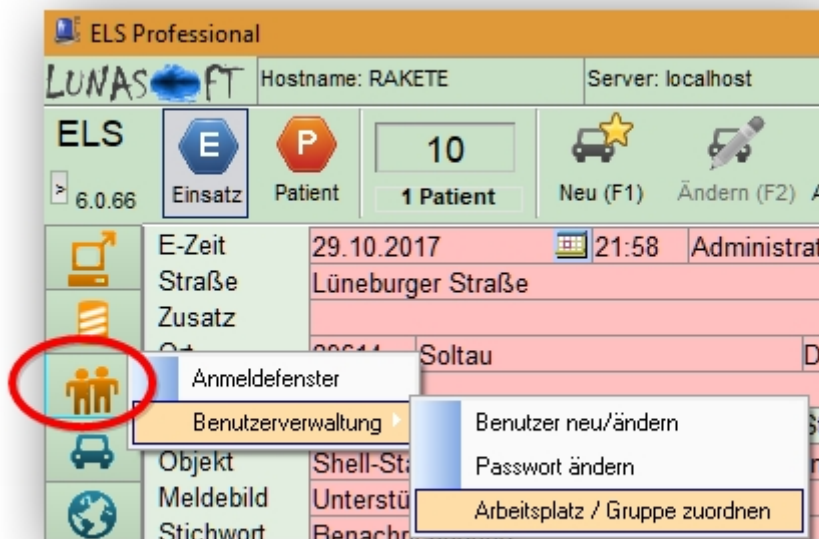 ELS Professional
LUNASOFT
Hostname: RAKETE
Server: localhost
ELS
> 6.0.66
E
Einsatz
P
Patient
10
1 Patient
Neu (F1)
Ändern (F2)
E-Zeit
29.10.2017
21:58
Administrat
Straße
Lüneburger Straße
Zusatz
Soltau
D
Anmeldefenster
Benutzerverwaltung
Benutzer neu/ändern
Objekt
Shell-Sta
Passwort ändern
Meldebild
Unterstü
Arbeitsplatz / Gruppe zuordnen
Stichwort